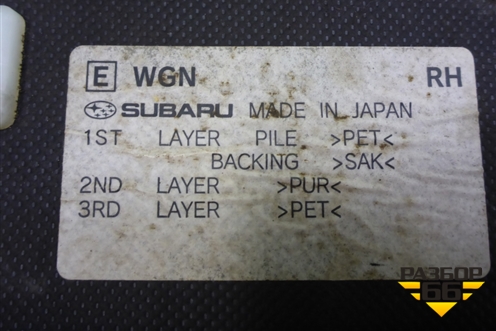 E WGN RH
SUBARU MADE IN JAPAN
1ST LAYER PILE >PET<
BACKING >SAK<
2ND LAYER >PUR<
3RD LAYER >PET<
РАЗБОР
66